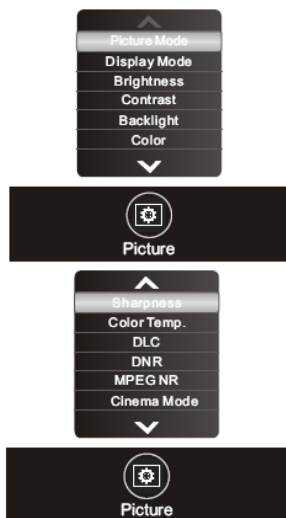 Picture Mode
Display Mode
Brightness
Contrast
Backlight
Color
Picture
Sharpness
Color Temp.
DLC
DNR
MPEG NR
Cinema Mode
Picture